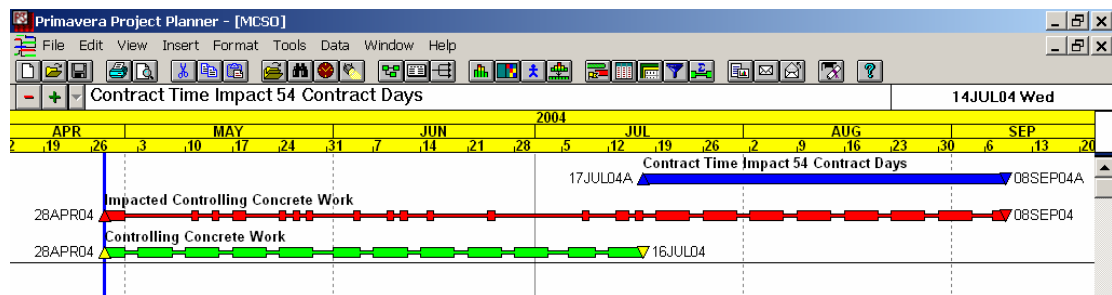 Primavera Project Planner - [MCSO]
File Edit View Insert Format Tools Data Window Help
Contract Time Impact 54 Contract Days 14JUL04 Wed
2004
APR MAY JUN JUL AUG SEP
2 19 26 3 10 17 24 31 7 14 21 28 5 12 19 26 2 9 16 23 30 6 13 20
Contract Time Impact 54 Contract Days
17JUL04A 08SEP04A
Impacted Controlling Concrete Work
28APR04 08SEP04
Controlling Concrete Work
28APR04 16JUL04